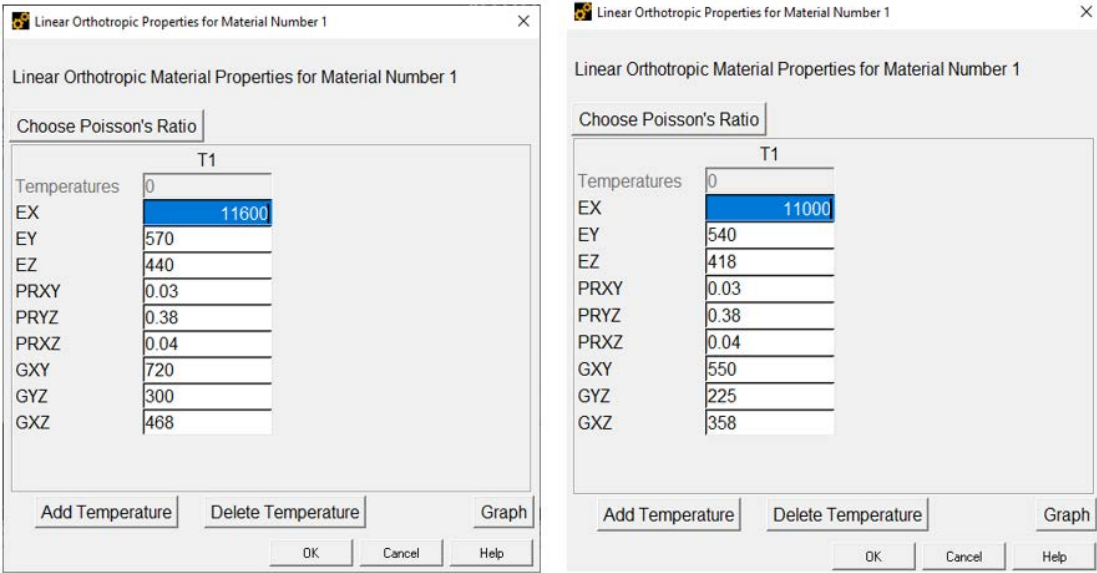 Linear Orthotropic Properties for Material Number 1
Linear Orthotropic Material Properties for Material Number 1
Choose Poisson's Ratio
T1
Temperatures 0
EX 11600
EY 570
EZ 440
PRXY 0.03
PRYZ 0.38
PRXZ 0.04
GXY 720
GYZ 300
GXZ 468
Add Temperature Delete Temperature Graph
OK Cancel Help
Linear Orthotropic Properties for Material Number 1
Linear Orthotropic Material Properties for Material Number 1
Choose Poisson's Ratio
T1
Temperatures 0
EX 11000
EY 540
EZ 418
PRXY 0.03
PRYZ 0.38
PRXZ 0.04
GXY 550
GYZ 225
GXZ 358
Add Temperature Delete Temperature Graph
OK Cancel Help